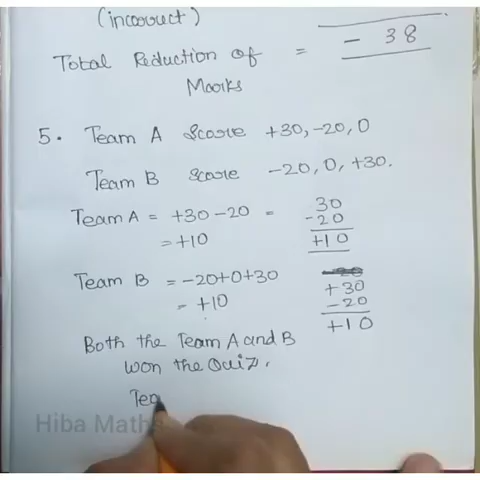 (incorrect)
Total Reduction of = - 38
Marks
5. Team A Score +30, -20, 0
Team B Score -20, 0, +30.
Team A = +30 -20 = 30
-20
= +10 +10
Team B = -20+0+30
+30
= +10 -20
+10
Both the Team A and B
won the Quiz.
Tea
Hiba Maths